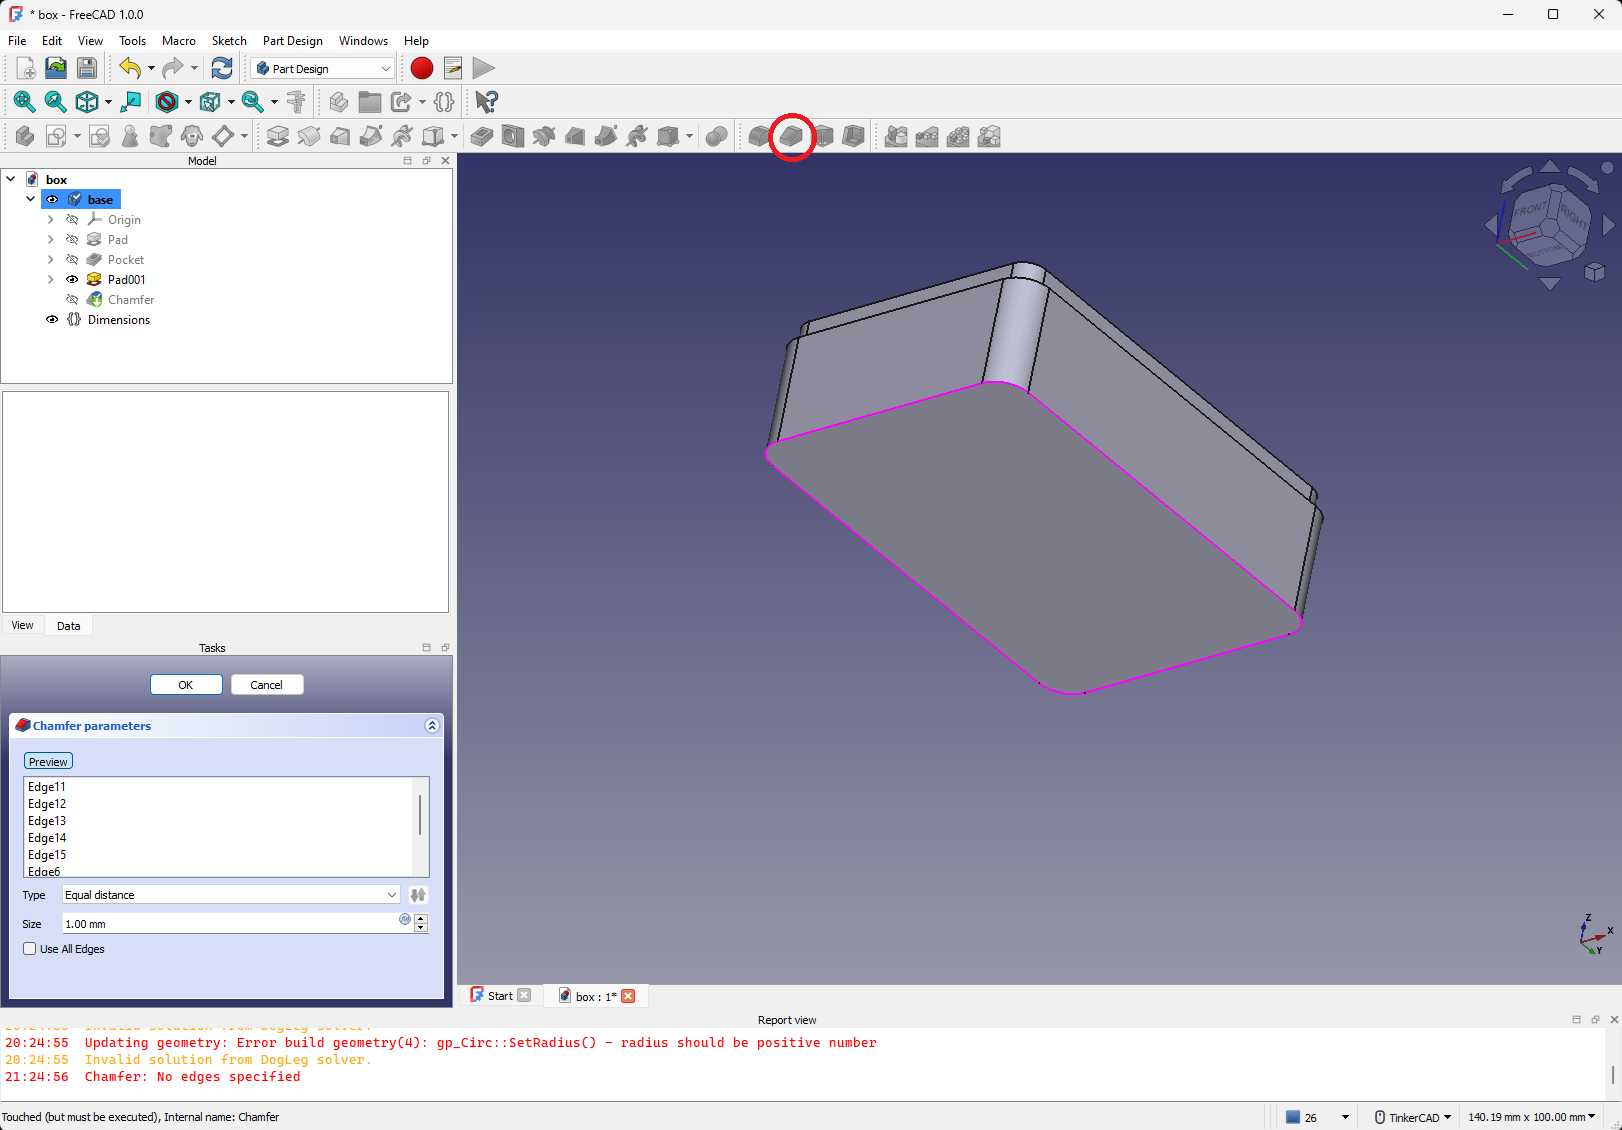 * box - FreeCAD 1.0.0
File Edit View Tools Macro Sketch Part Design Windows Help
Part Design
Model
box
base
Origin
Pad
Pocket
Pad001
Chamfer
Dimensions
View Data
Tasks
OK Cancel
Chamfer parameters
Preview
Edge11
Edge12
Edge13
Edge14
Edge15
Edge6
Type Equal distance
Size 1.00 mm
Use All Edges
FRONT RIGHT
BOTTOM
Z
X
Y
Start box : 1*
Report view
Invalid solution from DogLeg solver.
20:24:55 Updating geometry: Error build geometry(4): gp_Circ::SetRadius() - radius should be positive number
20:24:55 Invalid solution from DogLeg solver.
21:24:56 Chamfer: No edges specified
Touched (but must be executed), Internal name: Chamfer
26 TinkerCAD 140.19 mm x 100.00 mm